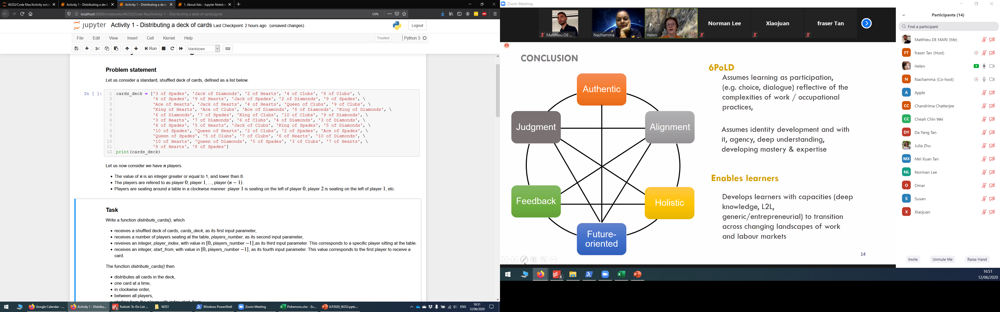 W2S3/Code files/Activity soluti
Activity 1 - Distributing a deck
Activity 1 - Distributing a deck
1. About lists - Jupyter Notebo
localhost:8888/notebooks/W2S3/Code files/Activity 1 - Distributing a deck of cards.ipynb
120%
ABP
jupyter Activity 1 - Distributing a deck of cards Last Checkpoint: 2 hours ago (unsaved changes)
Logout
File Edit View Insert Cell Kernel Help
Trusted
Python 3
Run
Markdown
Problem statement
Let us consider a standard, shuffled deck of cards, defined as a list below.
In [ ]:
1 cards_deck = ['3 of Spades', 'Jack of Diamonds', '2 of Hearts', '4 of Clubs', '8 of Clubs', \
2 '4 of Spades', '9 of Hearts', 'Jack of Spades', '2 of Diamonds', '9 of Spades', \
3 'Ace of Hearts', 'Jack of Hearts', '4 of Hearts', 'Queen of Clubs', '9 of Clubs', \
4 'King of Hearts', 'Ace of Clubs', 'Ace of Diamonds', '8 of Diamonds', 'King of Diamonds', \
5 '6 of Diamonds', '7 of Spades', 'King of Clubs', '10 of Clubs', '9 of Diamonds', \
6 '3 of Hearts', '7 of Diamonds', '6 of Clubs', '4 of Diamonds', '3 of Diamonds', \
7 '6 of Spades', '5 of Hearts', 'Jack of Clubs', 'King of Spades', '5 of Diamonds', \
8 '10 of Spades', 'Queen of Hearts', '2 of Clubs', '2 of Spades', 'Ace of Spades', \
9 'Queen of Spades', '5 of Clubs', '7 of Clubs', '6 of Hearts', '10 of Diamonds', \
10 '10 of Hearts', 'Queen of Diamonds', '5 of Spades', '3 of Clubs', '7 of Hearts', \
11 '8 of Hearts', '8 of Spades']
12 print(cards_deck)
Let us now consider we have n players.
• The value of n is an integer greater or equal to 1, and lower than 8.
• The players are refered to as player 0, player 1, ..., player (n − 1).
• Players are seating around a table in a clockwise manner: player 1 is seating on the left of player 0, player 2 is seating on the left of player 1, etc.
Task
Write a function distribute_cards(), which
• receives a shuffled deck of cards, cards_deck, as its first input parameter,
• receives a number of players seating at the table, players_number, as its second input parameter,
• reveives an integer, player_index, with value in [0, players_number −1],as its third input parameter. This corresponds to a specific player sitting at the table.
• receives an integer, start_from, with value in [0, players_number −1], as its fourth input parameter. This value corresponds to the first player to receive a
card.
The function distribute_cards() then
• distributes all cards in the deck,
• one card at a time,
• in clockwise order,
• between all players,
• starting from the player with index start_from
Google Calendar - ...
Activity 1 - Distribu...
6
Todoist: To-Do List ...
W2S1
Windows PowerShell
Zoom Meeting
Pokemons.xlsx - Ex...
ILP2020_W2S3.pptx...
ENG
16:51
12/06/2020
Zoom Meeting
Matthieu DE ...
Nachamma
Helen
Norman Lee
Xiaojuan
fraser Tan
CONCLUSION
Authentic
Judgment
Alignment
Feedback
Holistic
Future-
oriented
6PoLD
Assumes learning as participation,
(e.g. choice, dialogue) reflective of the
complexities of work / occupational
practices,
Assumes identity development and with
it, agency, deep understanding,
developing mastery & expertise
Enables learners
Develops learners with capacities (deep
knowledge, L2L,
generic/entrepreneurial) to transition
across changing landscapes of work
and labour markets
14
6
Participants (14)
Find a participant
Matthieu DE MARI (Me)
FT fraser Tan (Host)
Helen
N Nachamma (Co-host)
A Apple
CC Chandrima Chatterjee
CC Cheah Chin Wei
DY Da Yang Tan
Julia Zhu
MX Mei Xuan Tan
NL Norman Lee
O Omar
S Susan
X Xiaojuan
Invite
Unmute Me
Raise Hand
16:51
12/06/2020